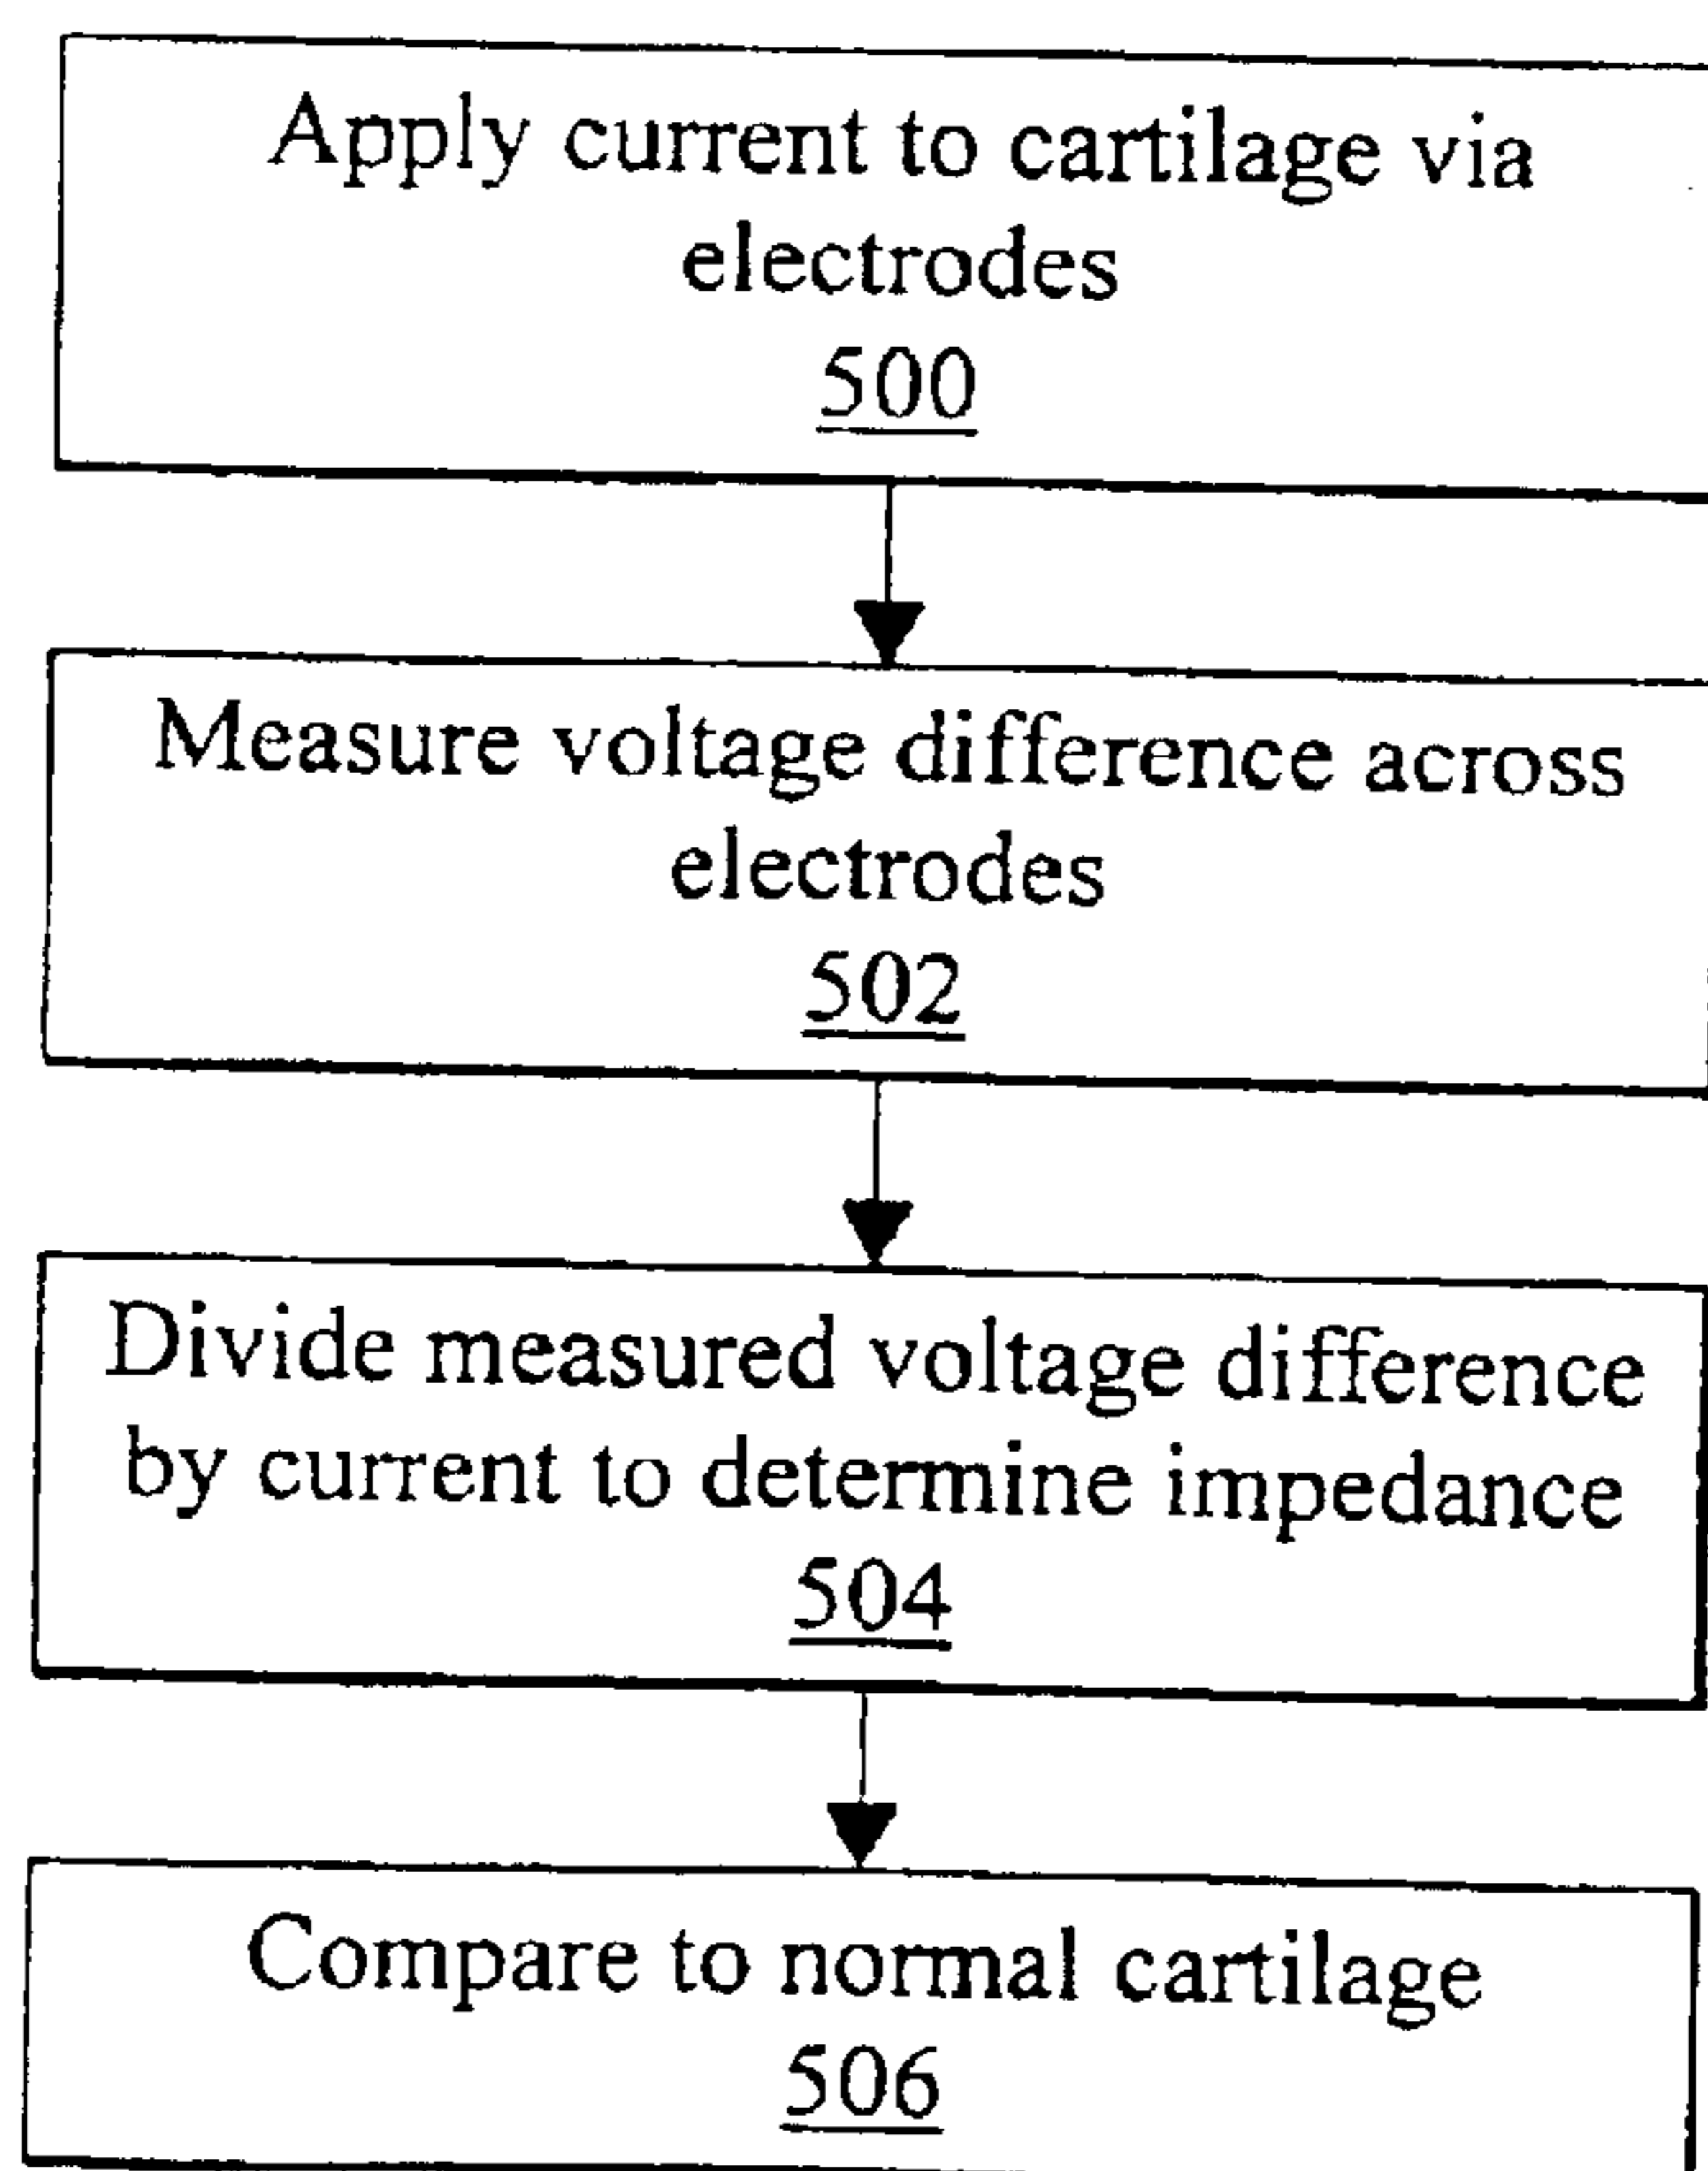 Apply current to cartilage via
electrodes
500
Measure voltage difference across
electrodes
502
Divide measured voltage difference
by current to determine impedance
504
Compare to normal cartilage
506